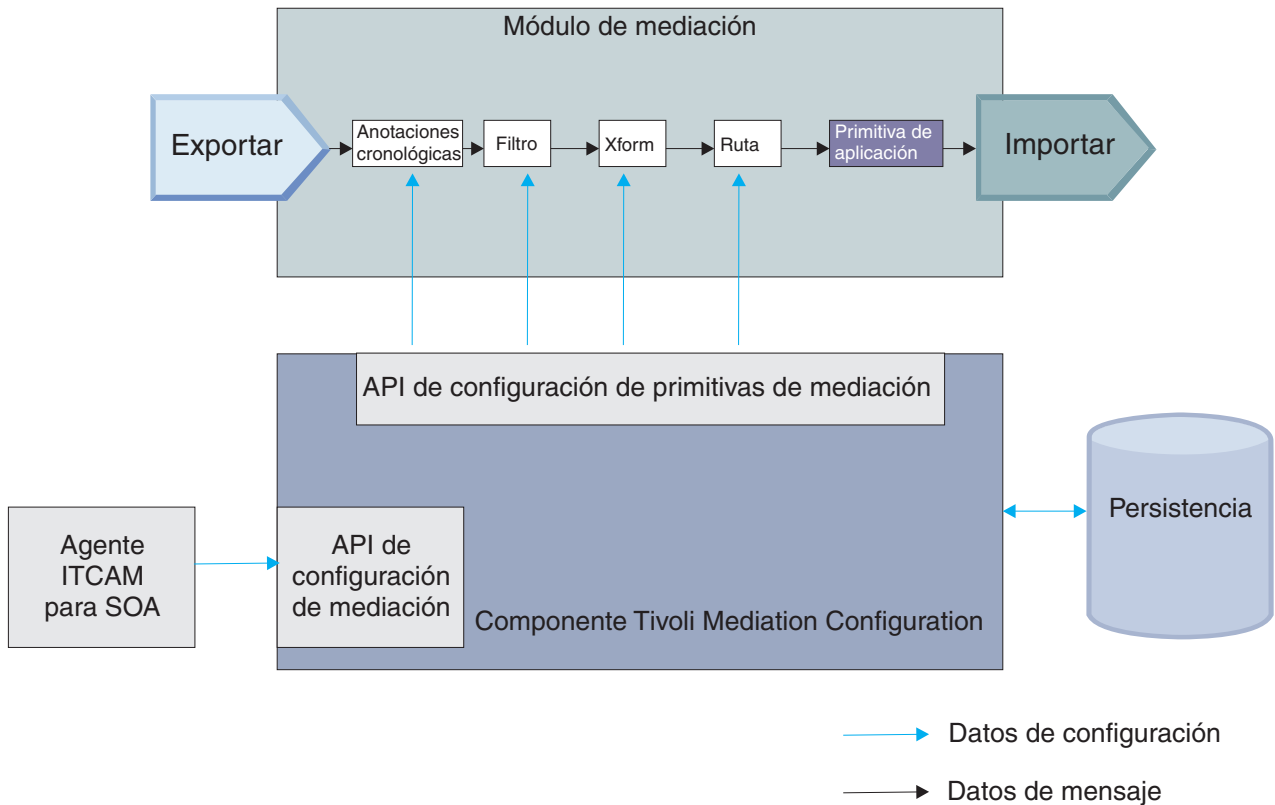 Módulo de mediación
Exportar
Anotaciones
cronológicas
Filtro
Xform
Ruta
Primitiva de
aplicación
Importar
API de configuración de primitivas de mediación
Agente
ITCAM
para SOA
API de
configuración
de mediación
Componente Tivoli Mediation Configuration
Persistencia
Datos de configuración
Datos de mensaje